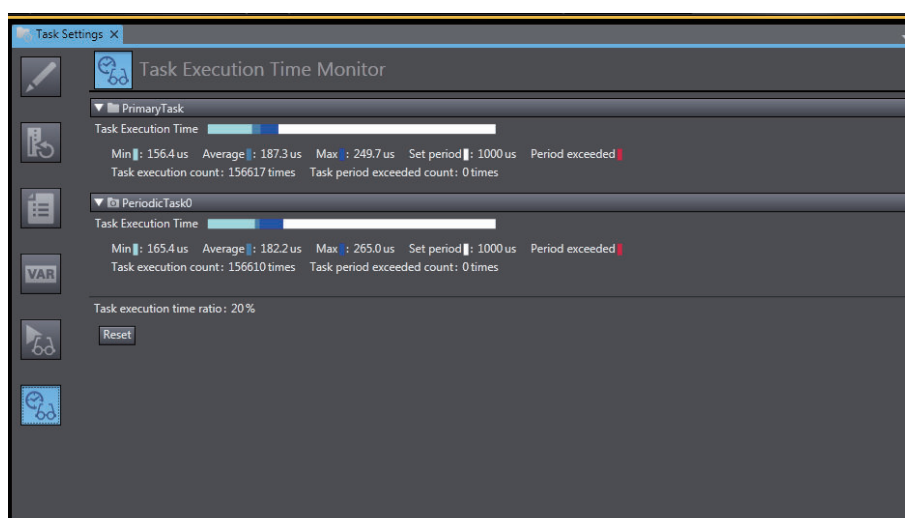 Task Settings ×
Task Execution Time Monitor
PrimaryTask
Task Execution Time
Min : 156.4 us Average : 187.3 us Max : 249.7 us Set period : 1000 us Period exceeded
Task execution count : 156617 times Task period exceeded count : 0 times
PeriodicTask0
Task Execution Time
Min : 165.4 us Average : 182.2 us Max : 265.0 us Set period : 1000 us Period exceeded
Task execution count : 156610 times Task period exceeded count : 0 times
VAR
Task execution time ratio : 20 %
Reset